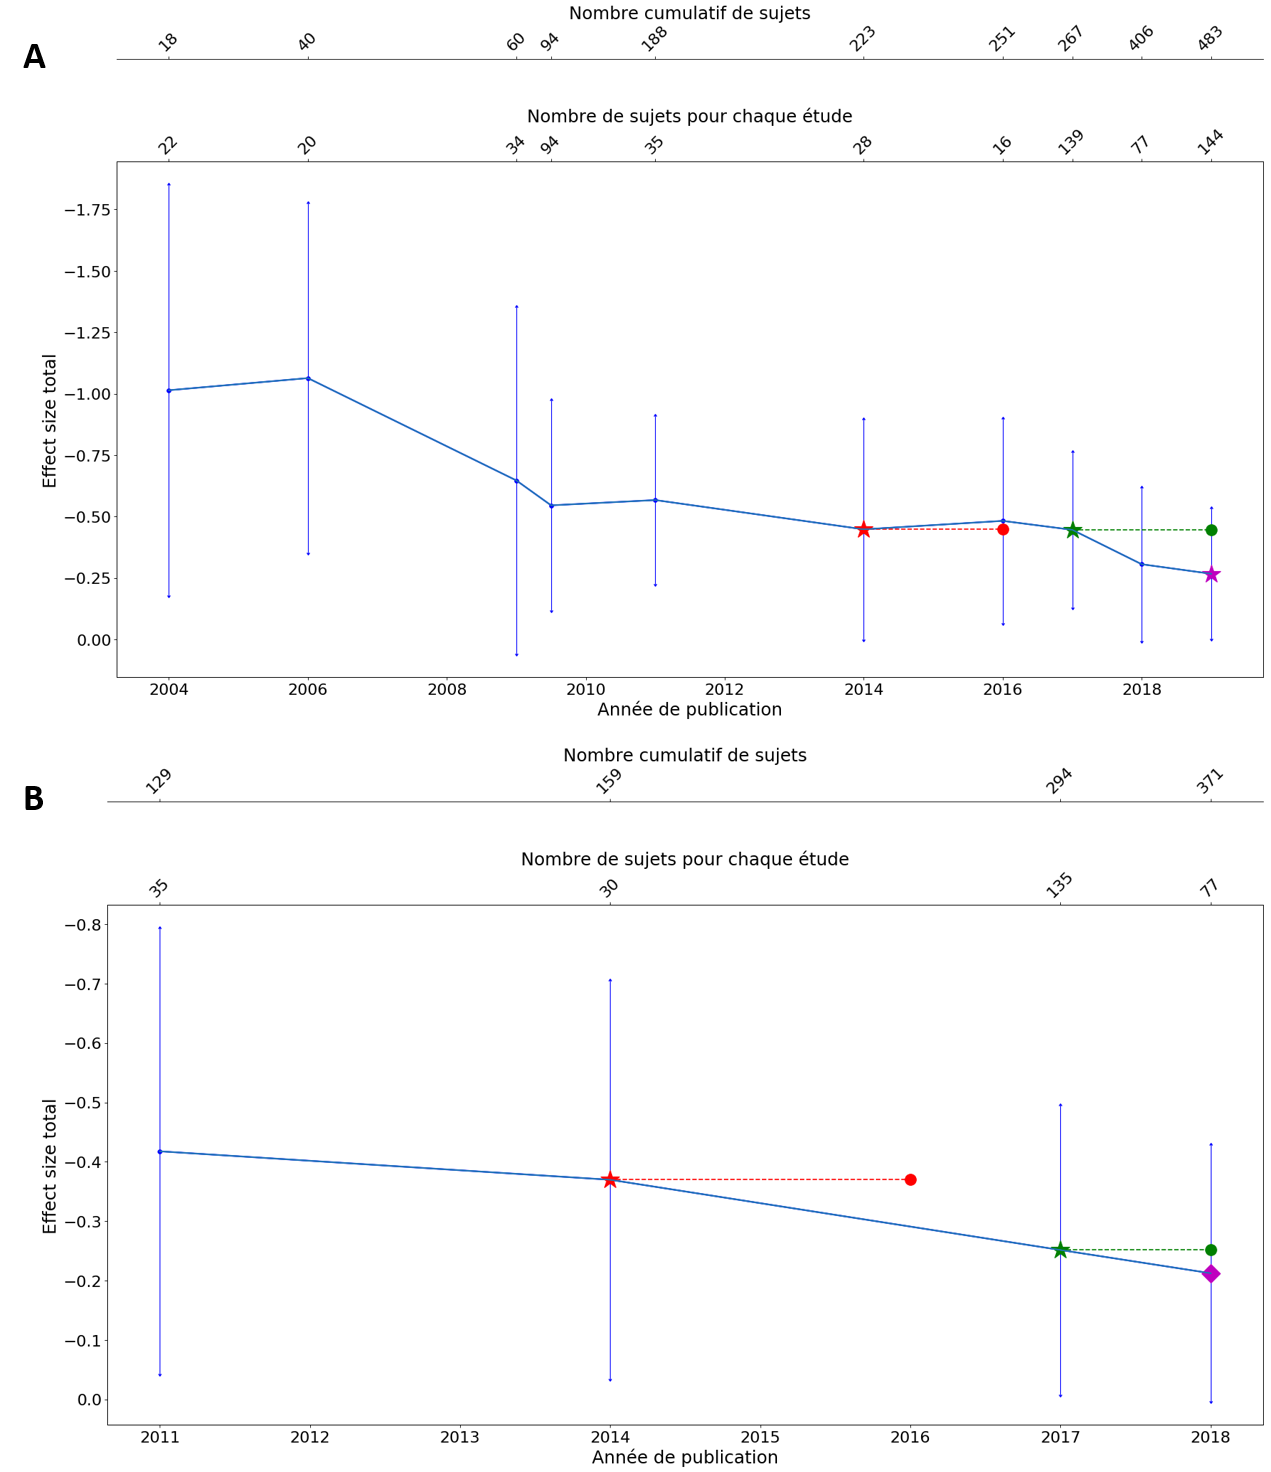 Nombre cumulatif de sujets
A
18 40 60 94 188 223 251 267 406 483
Nombre de sujets pour chaque étude
22 20 34 94 35 28 16 139 77 144
−1.75
−1.50
−1.25
−1.00
−0.75
−0.50
−0.25
0.00
Effect size total
2004 2006 2008 2010 2012 2014 2016 2018
Année de publication
Nombre cumulatif de sujets
B
129 159 294 371
Nombre de sujets pour chaque étude
35 30 135 77
−0.8
−0.7
−0.6
−0.5
−0.4
−0.3
−0.2
−0.1
0.0
Effect size total
2011 2012 2013 2014 2015 2016 2017 2018
Année de publication